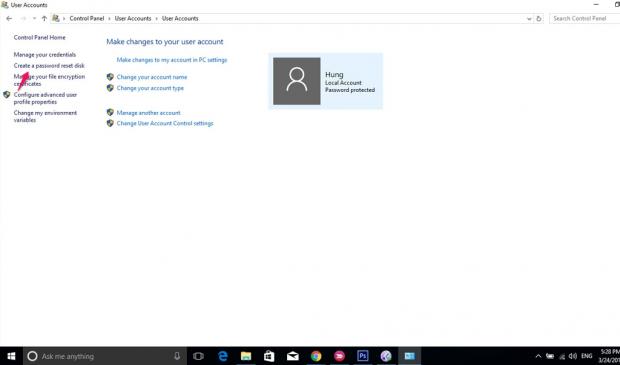 User Accounts
Control Panel User Accounts User Accounts
Search Control Panel
Control Panel Home
Manage your credentials
Create a password reset disk
Manage your file encryption
certificates
Configure advanced user
profile properties
Change my environment
variables
Make changes to your user account
Make changes to my account in PC settings
Change your account name
Change your account type
Manage another account
Change User Account Control settings
Hung
Local Account
Password protected
Ask me anything
Ps
ENG
5:28 PM